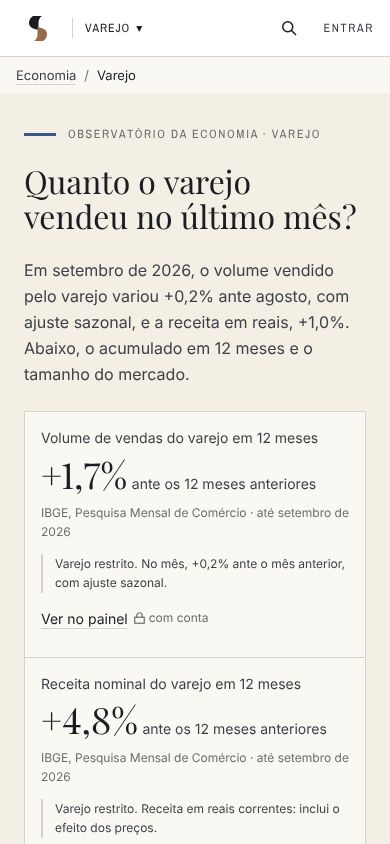 VAREJO ▼
ENTRAR
Economia / Varejo
OBSERVATÓRIO DA ECONOMIA · VAREJO
Quanto o varejo
vendeu no último mês?
Em setembro de 2026, o volume vendido
pelo varejo variou +0,2% ante agosto, com
ajuste sazonal, e a receita em reais, +1,0%.
Abaixo, o acumulado em 12 meses e o
tamanho do mercado.
Volume de vendas do varejo em 12 meses
+1,7% ante os 12 meses anteriores
IBGE, Pesquisa Mensal de Comércio · até setembro de
2026
Varejo restrito. No mês, +0,2% ante o mês anterior,
com ajuste sazonal.
Ver no painel com conta
Receita nominal do varejo em 12 meses
+4,8% ante os 12 meses anteriores
IBGE, Pesquisa Mensal de Comércio · até setembro de
2026
Varejo restrito. Receita em reais correntes: inclui o
efeito dos preços.